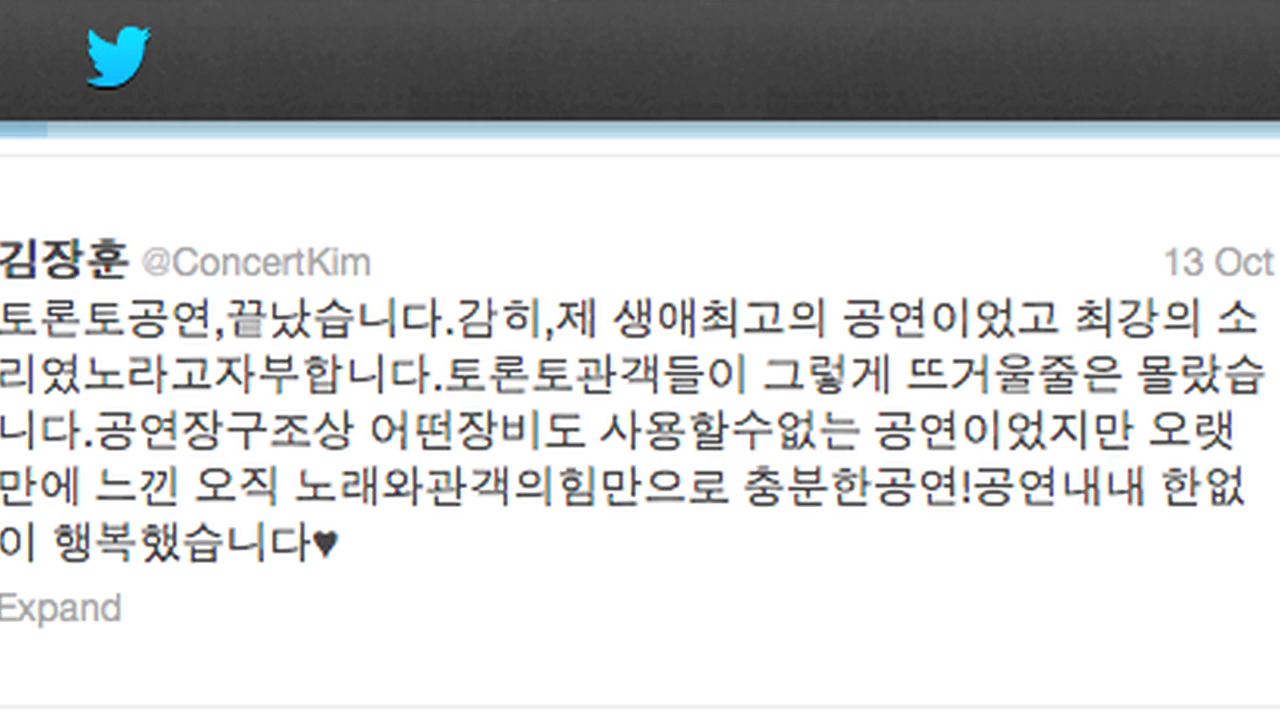 김장훈 @ConcertKim 13 Oct
토론토공연,끝났습니다.감히,제 생애최고의 공연이었고 최강의 소
리였노라고자부합니다.토론토관객들이 그렇게 뜨거울줄은 몰랐습
니다.공연장구조상 어떤장비도 사용할수없는 공연이었지만 오랫
만에 느낀 오직 노래와관객의힘만으로 충분한공연!공연내내 한없
이 행복했습니다♥
Expand